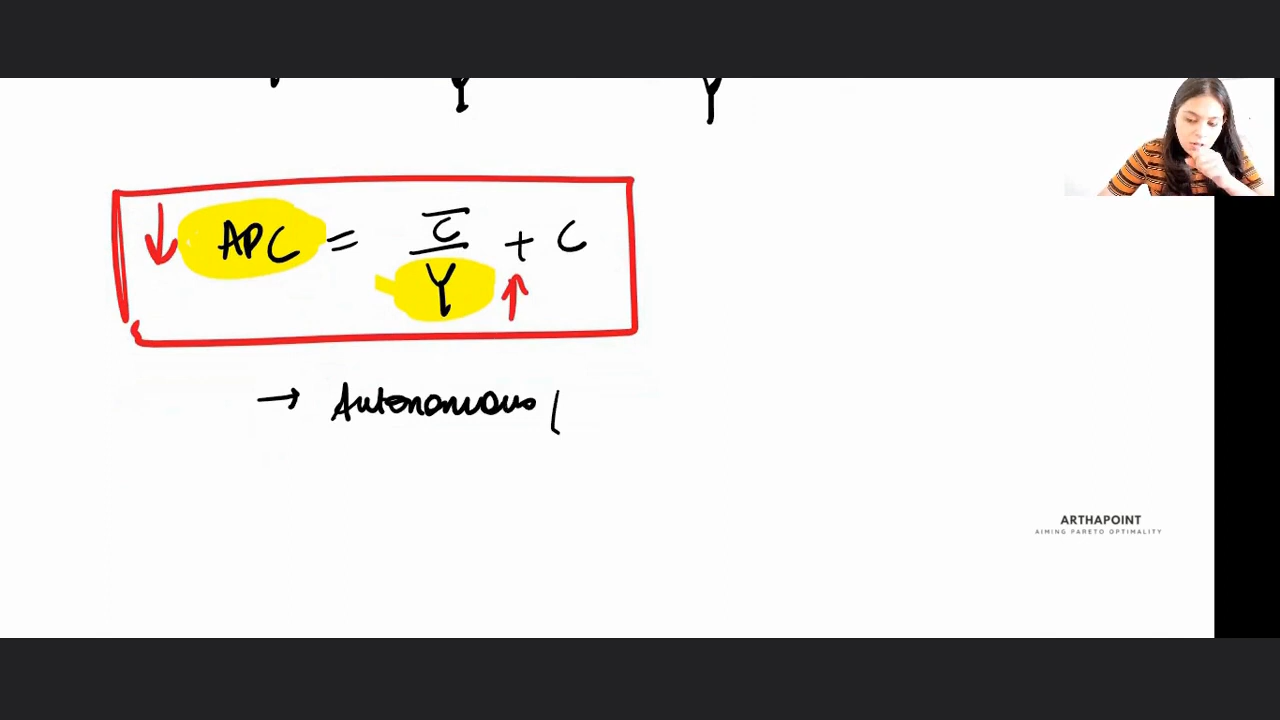 Y Y
↓ APC = C̅/Y ↑ + C
→ Autonomous (
ARTHAPOINT
AIMING PARETO OPTIMALITY